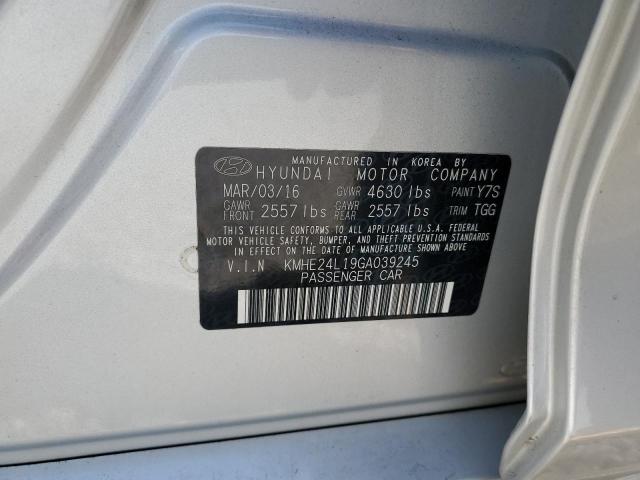 MANUFACTURED IN KOREA BY
HYUNDAI MOTOR COMPANY
MAR/03/16 GVWR 4630 lbs PAINT Y7S
GAWR FRONT 2557 lbs GAWR REAR 2557 lbs TRIM TGG
THIS VEHICLE CONFORMS TO ALL APPLICABLE U.S.A. FEDERAL
MOTOR VEHICLE SAFETY, BUMPER, AND THEFT PREVENTION
STANDARDS IN EFFECT ON THE DATE OF MANUFACTURE SHOWN ABOVE
V.I.N KMHE24L19GA039245
PASSENGER CAR